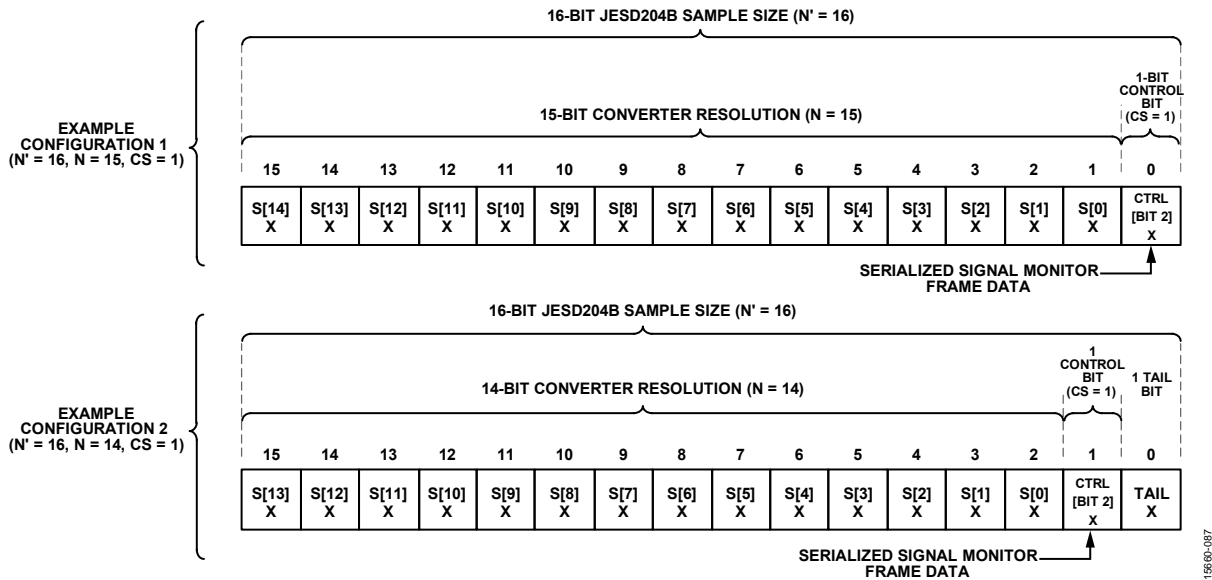 16-BIT JESD204B SAMPLE SIZE (N' = 16)
1-BIT
CONTROL
BIT
(CS = 1)
15-BIT CONVERTER RESOLUTION (N = 15)
EXAMPLE
CONFIGURATION 1
(N' = 16, N = 15, CS = 1)
15 14 13 12 11 10 9 8 7 6 5 4 3 2 1 0
S[14] S[13] S[12] S[11] S[10] S[9] S[8] S[7] S[6] S[5] S[4] S[3] S[2] S[1] S[0] CTRL
[BIT 2]
X X X X X X X X X X X X X X X X
SERIALIZED SIGNAL MONITOR
FRAME DATA
16-BIT JESD204B SAMPLE SIZE (N' = 16)
1
CONTROL
BIT
(CS = 1)
1 TAIL
BIT
14-BIT CONVERTER RESOLUTION (N = 14)
EXAMPLE
CONFIGURATION 2
(N' = 16, N = 14, CS = 1)
15 14 13 12 11 10 9 8 7 6 5 4 3 2 1 0
S[13] S[12] S[11] S[10] S[9] S[8] S[7] S[6] S[5] S[4] S[3] S[2] S[1] S[0] CTRL TAIL
[BIT 2]
X X X X X X X X X X X X X X X X
SERIALIZED SIGNAL MONITOR
FRAME DATA
15660-087